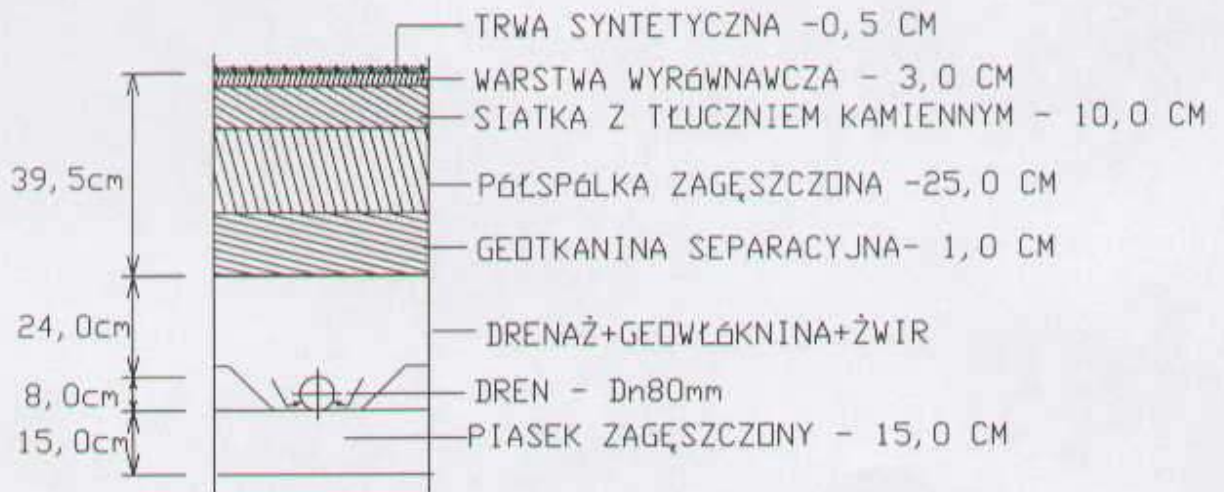 TRWA SYNTETYCZNA -0,5 CM
WARSTWA WYRÓWNAWCZA - 3,0 CM
SIATKA Z TŁUCZNIEM KAMIENNYM - 10,0 CM
39,5cm
PÓŁSPÓLKA ZAGĘSZCZONA -25,0 CM
GEOTKANINA SEPARACYJNA- 1,0 CM
24,0cm
DRENAŻ+GEOWŁÓKNINA+ŻWIR
8,0cm
DREN - Dn80mm
15,0cm
PIASEK ZAGĘSZCZONY - 15,0 CM